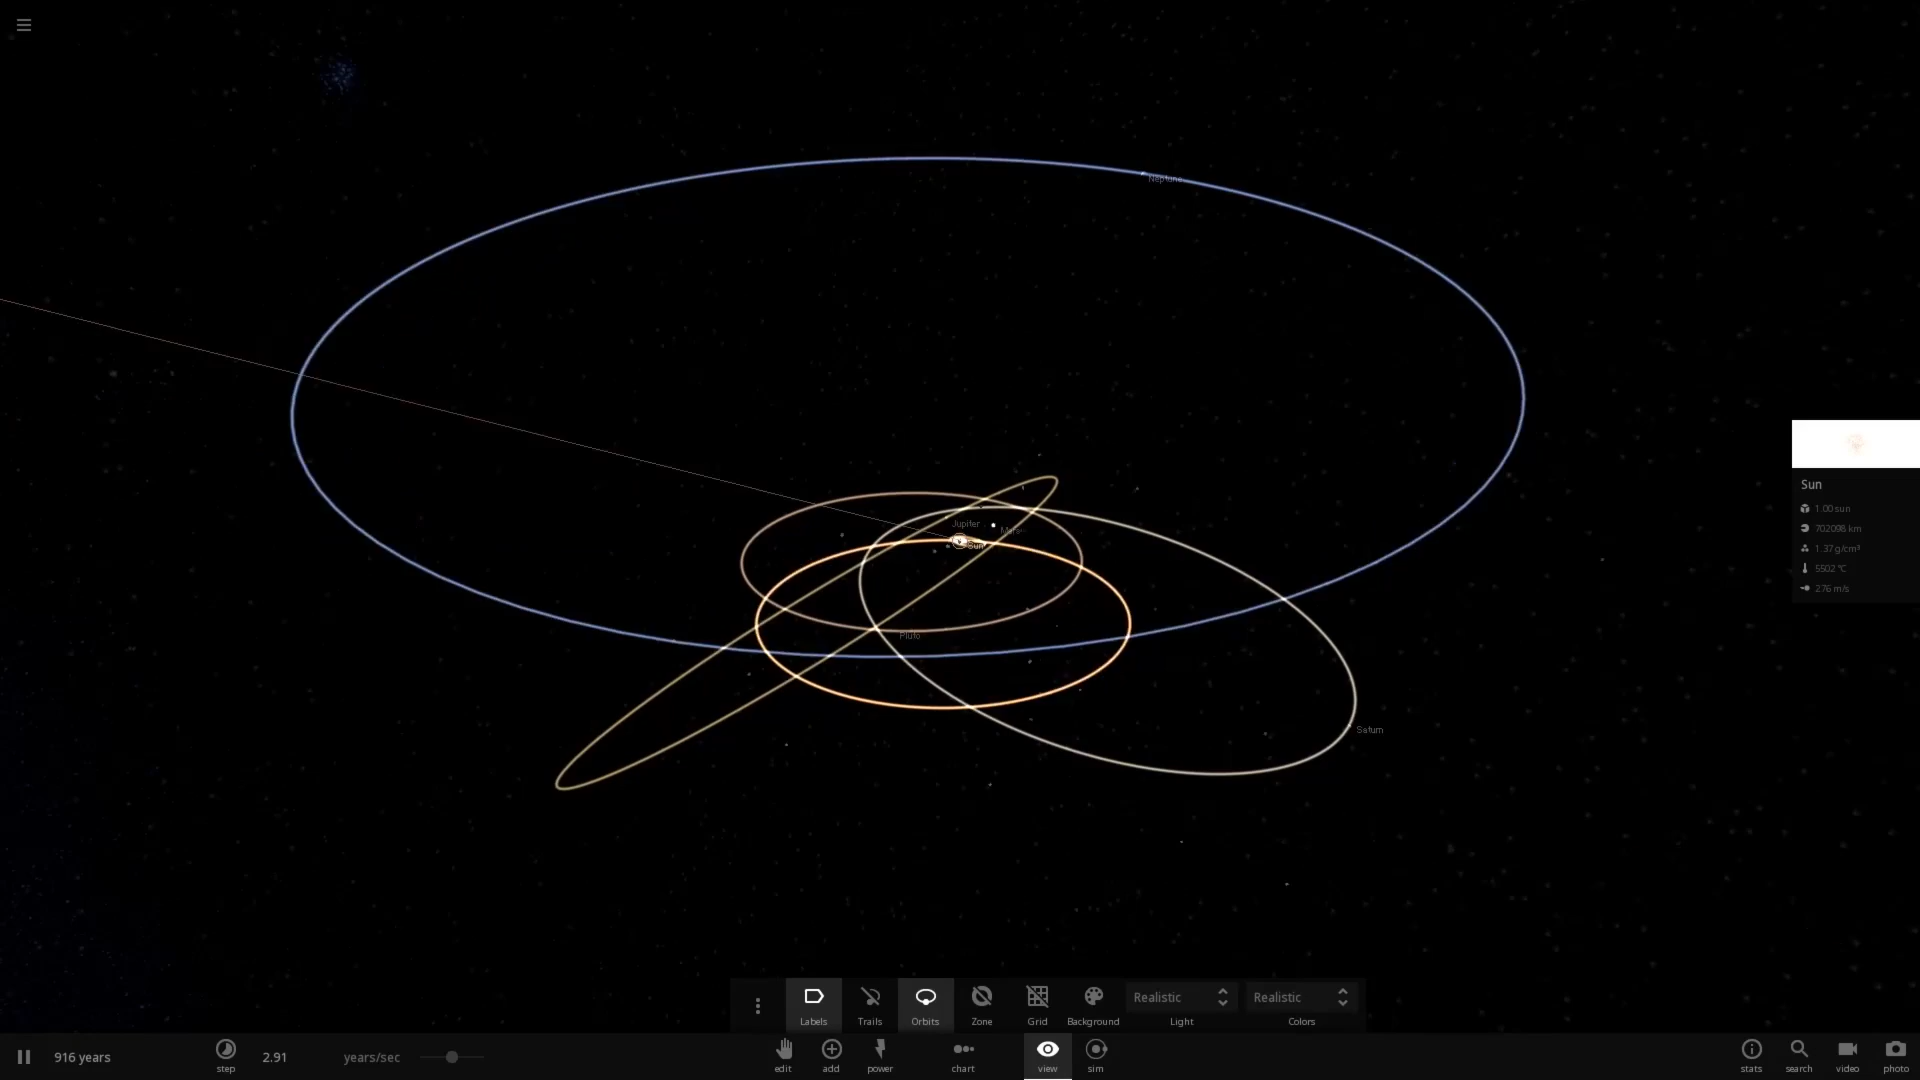 Neptune
Jupiter
Mars
Sun
Pluto
Saturn
Sun
1.00 sun
702098 km
1.37 g/cm³
5502 °C
276 m/s
Realistic
Realistic
Labels
Trails
Orbits
Zone
Grid
Background
Light
Colors
916 years
2.91
years/sec
step
edit
add
power
chart
view
sim
stats
search
video
photo